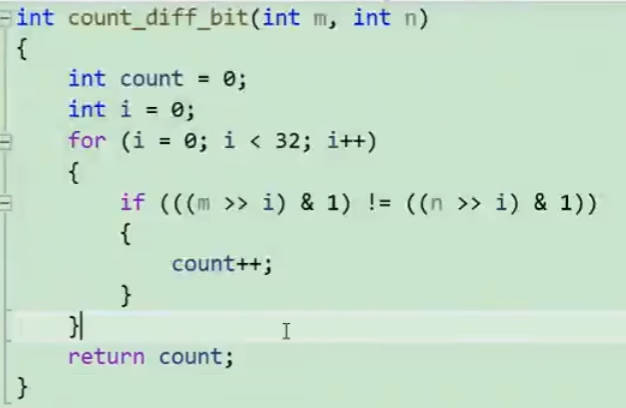 int count_diff_bit(int m, int n)
{
    int count = 0;
    int i = 0;
    for (i = 0; i < 32; i++)
    {
        if (((m >> i) & 1) != ((n >> i) & 1))
        {
            count++;
        }
    }
    return count;
}